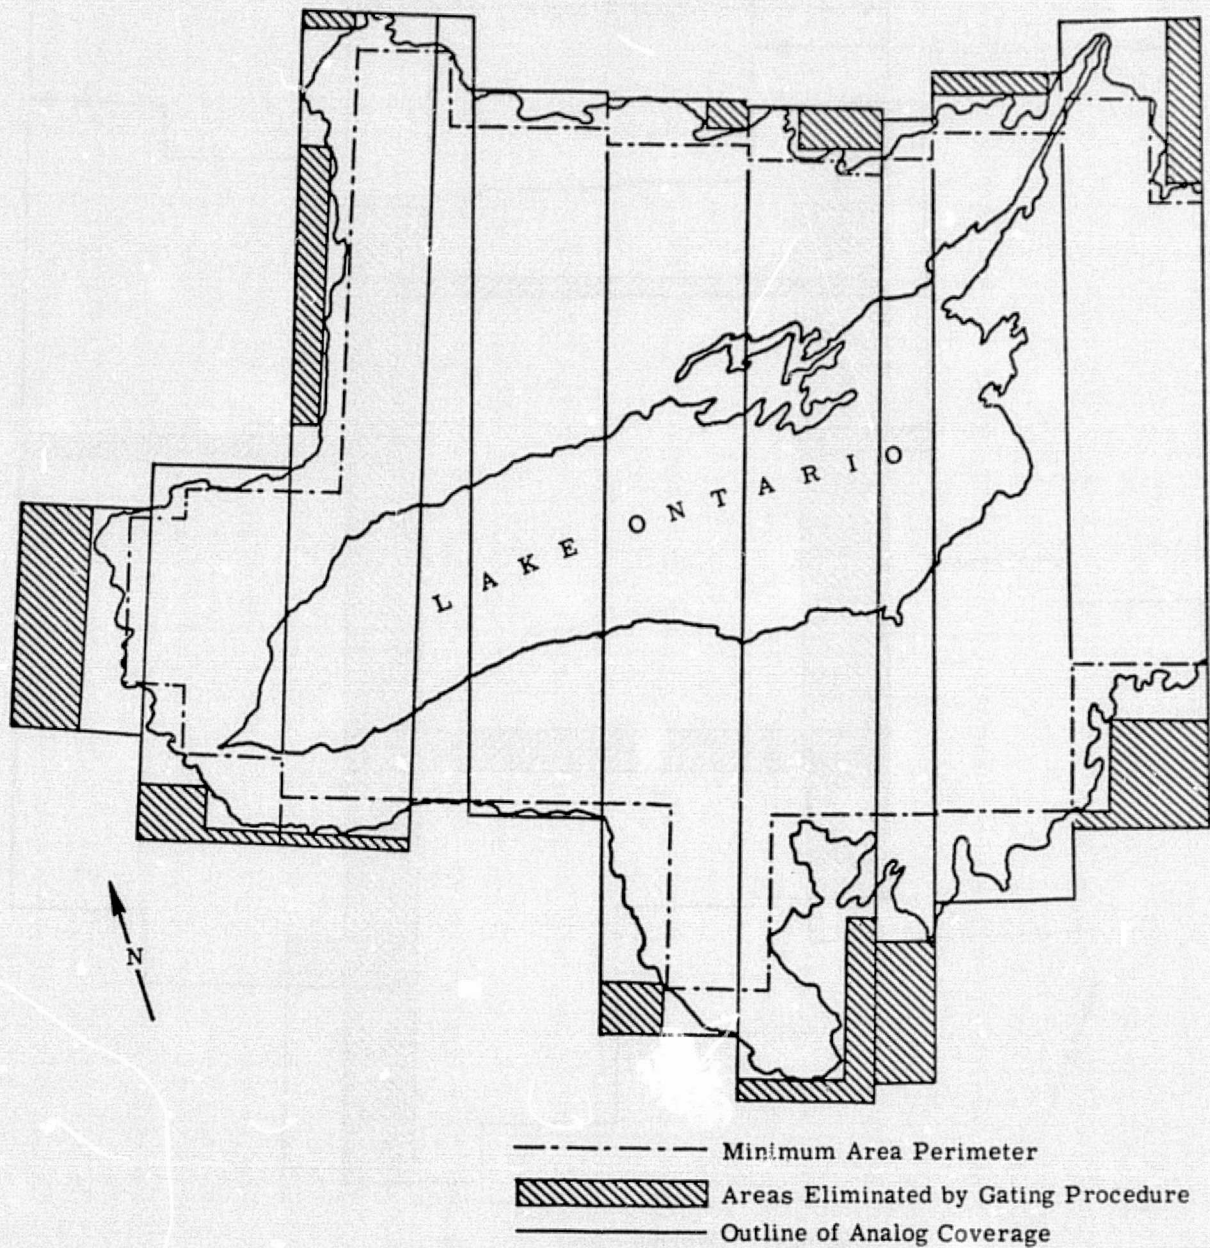 LAKE ONTARIO
N
Minimum Area Perimeter
Areas Eliminated by Gating Procedure
Outline of Analog Coverage